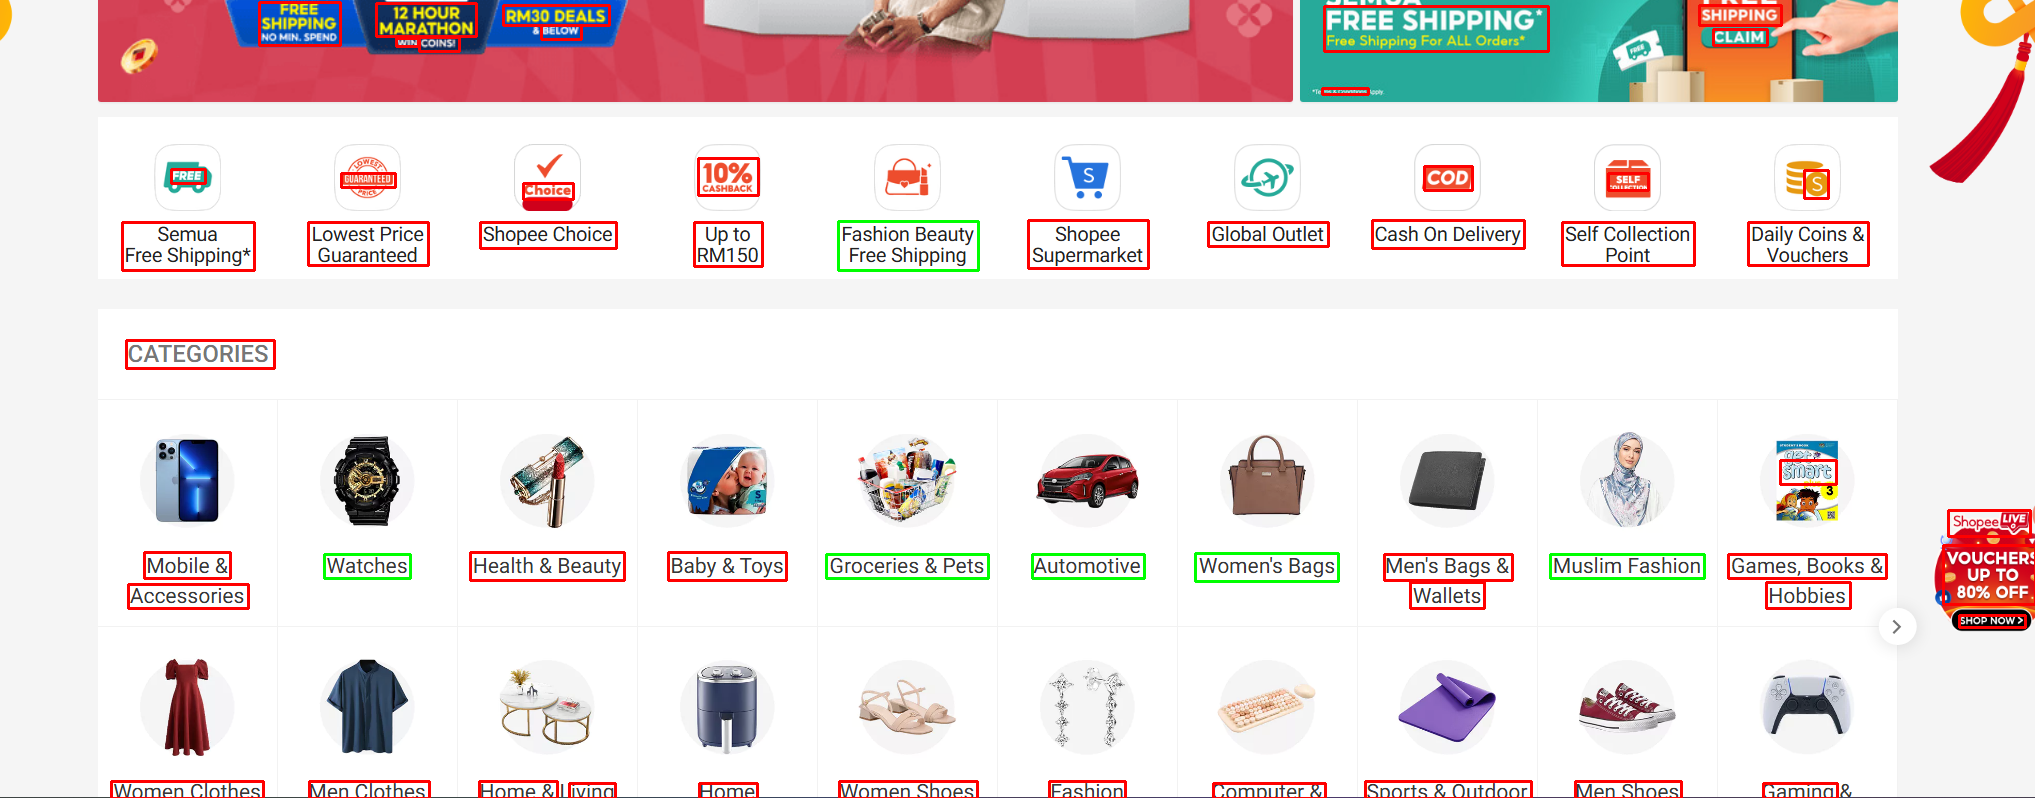 FREE
SHIPPING
NO MIN. SPEND
12 HOUR
MARATHON
WIN COINS!
RM30 DEALS
& BELOW
SEMUA
FREE SHIPPING*
Free Shipping For ALL Orders*
FREE
FREE
SHIPPING
CLAIM
FREE
LOWEST
GUARANTEED
PRICE
Choice
10%
CASHBACK
S
COD
SELF
COLLECTION
S
Semua
Free Shipping*
Lowest Price
Guaranteed
Shopee Choice
Up to
RM150
Fashion Beauty
Free Shipping
Shopee
Supermarket
Global Outlet
Cash On Delivery
Self Collection
Point
Daily Coins &
Vouchers
CATEGORIES
get
smart
3
Mobile &
Accessories
Watches
Health & Beauty
Baby & Toys
Groceries & Pets
Automotive
Women's Bags
Men's Bags &
Wallets
Muslim Fashion
Games, Books &
Hobbies
Shopee LIVE
VOUCHERS
UP TO
80% OFF
SHOP NOW >
Women Clothes
Men Clothes
Home & Living
Home
Women Shoes
Fashion
Computer &
Sports & Outdoor
Men Shoes
Gaming &